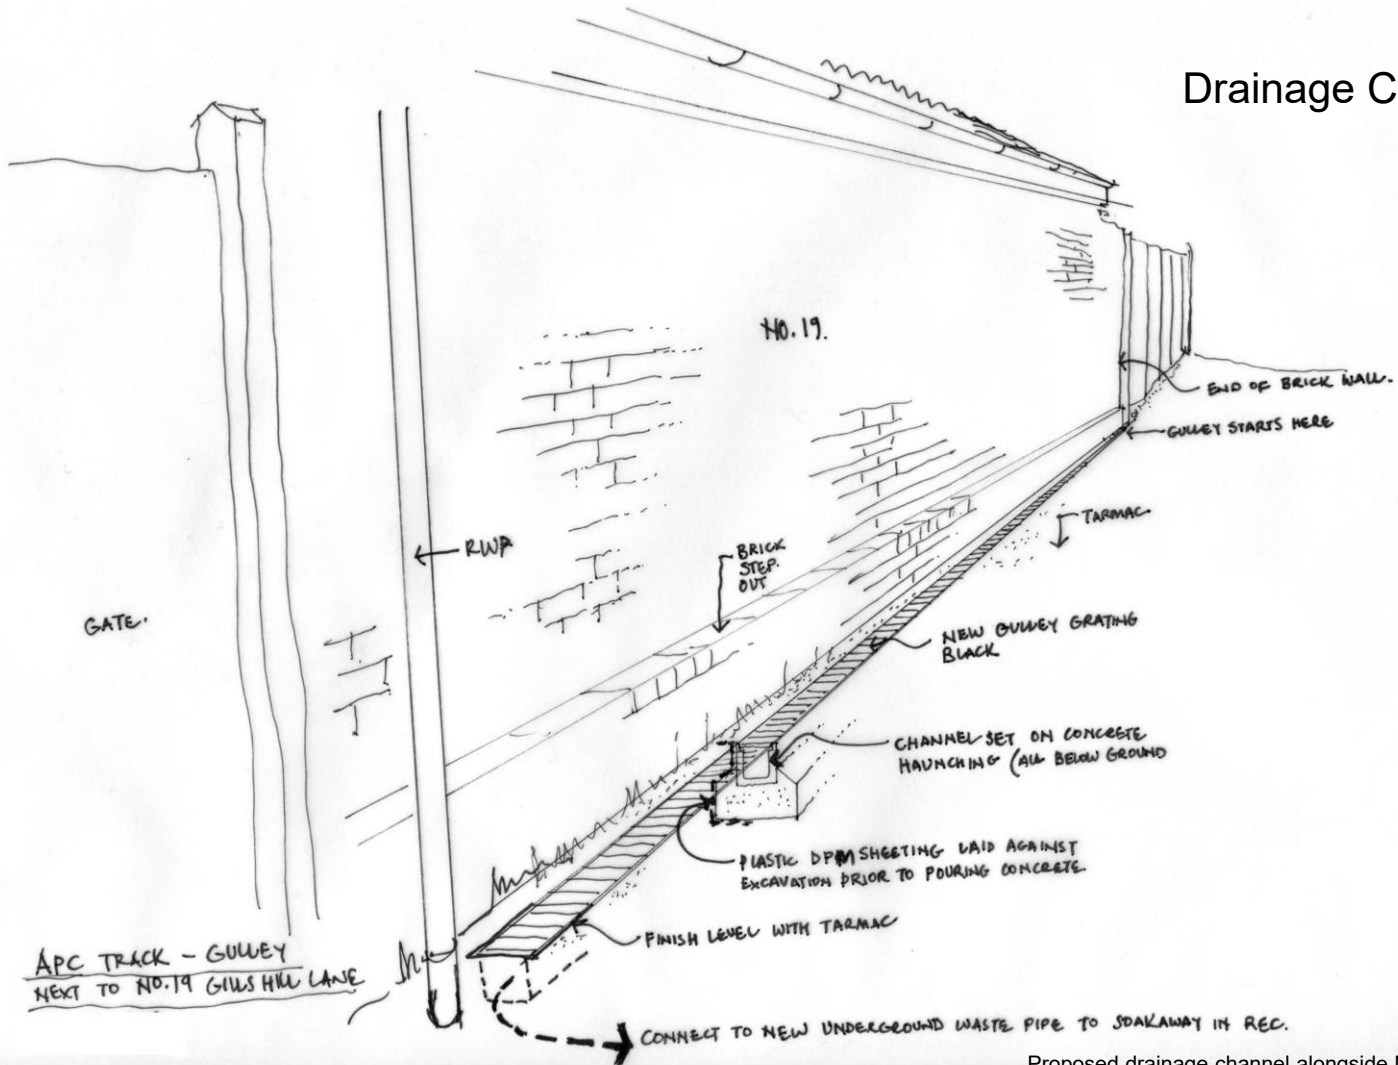 Drainage C
NO.19.
END OF BRICK WALL.
GULLEY STARTS HERE
TARMAC
RWP
BRICK
STEP.
OUT
GATE.
NEW GULLEY GRATING
BLACK
CHANNEL SET ON CONCRETE
HAUNCHING (ALL BELOW GROUND
PLASTIC DPM SHEETING LAID AGAINST
EXCAVATION PRIOR TO POURING CONCRETE
FINISH LEVEL WITH TARMAC
APC TRACK - GULLEY
NEXT TO NO.19 GILLS HILL LANE
CONNECT TO NEW UNDERGROUND WASTE PIPE TO SOAKAWAY IN REC.
Proposed drainage channel alongside